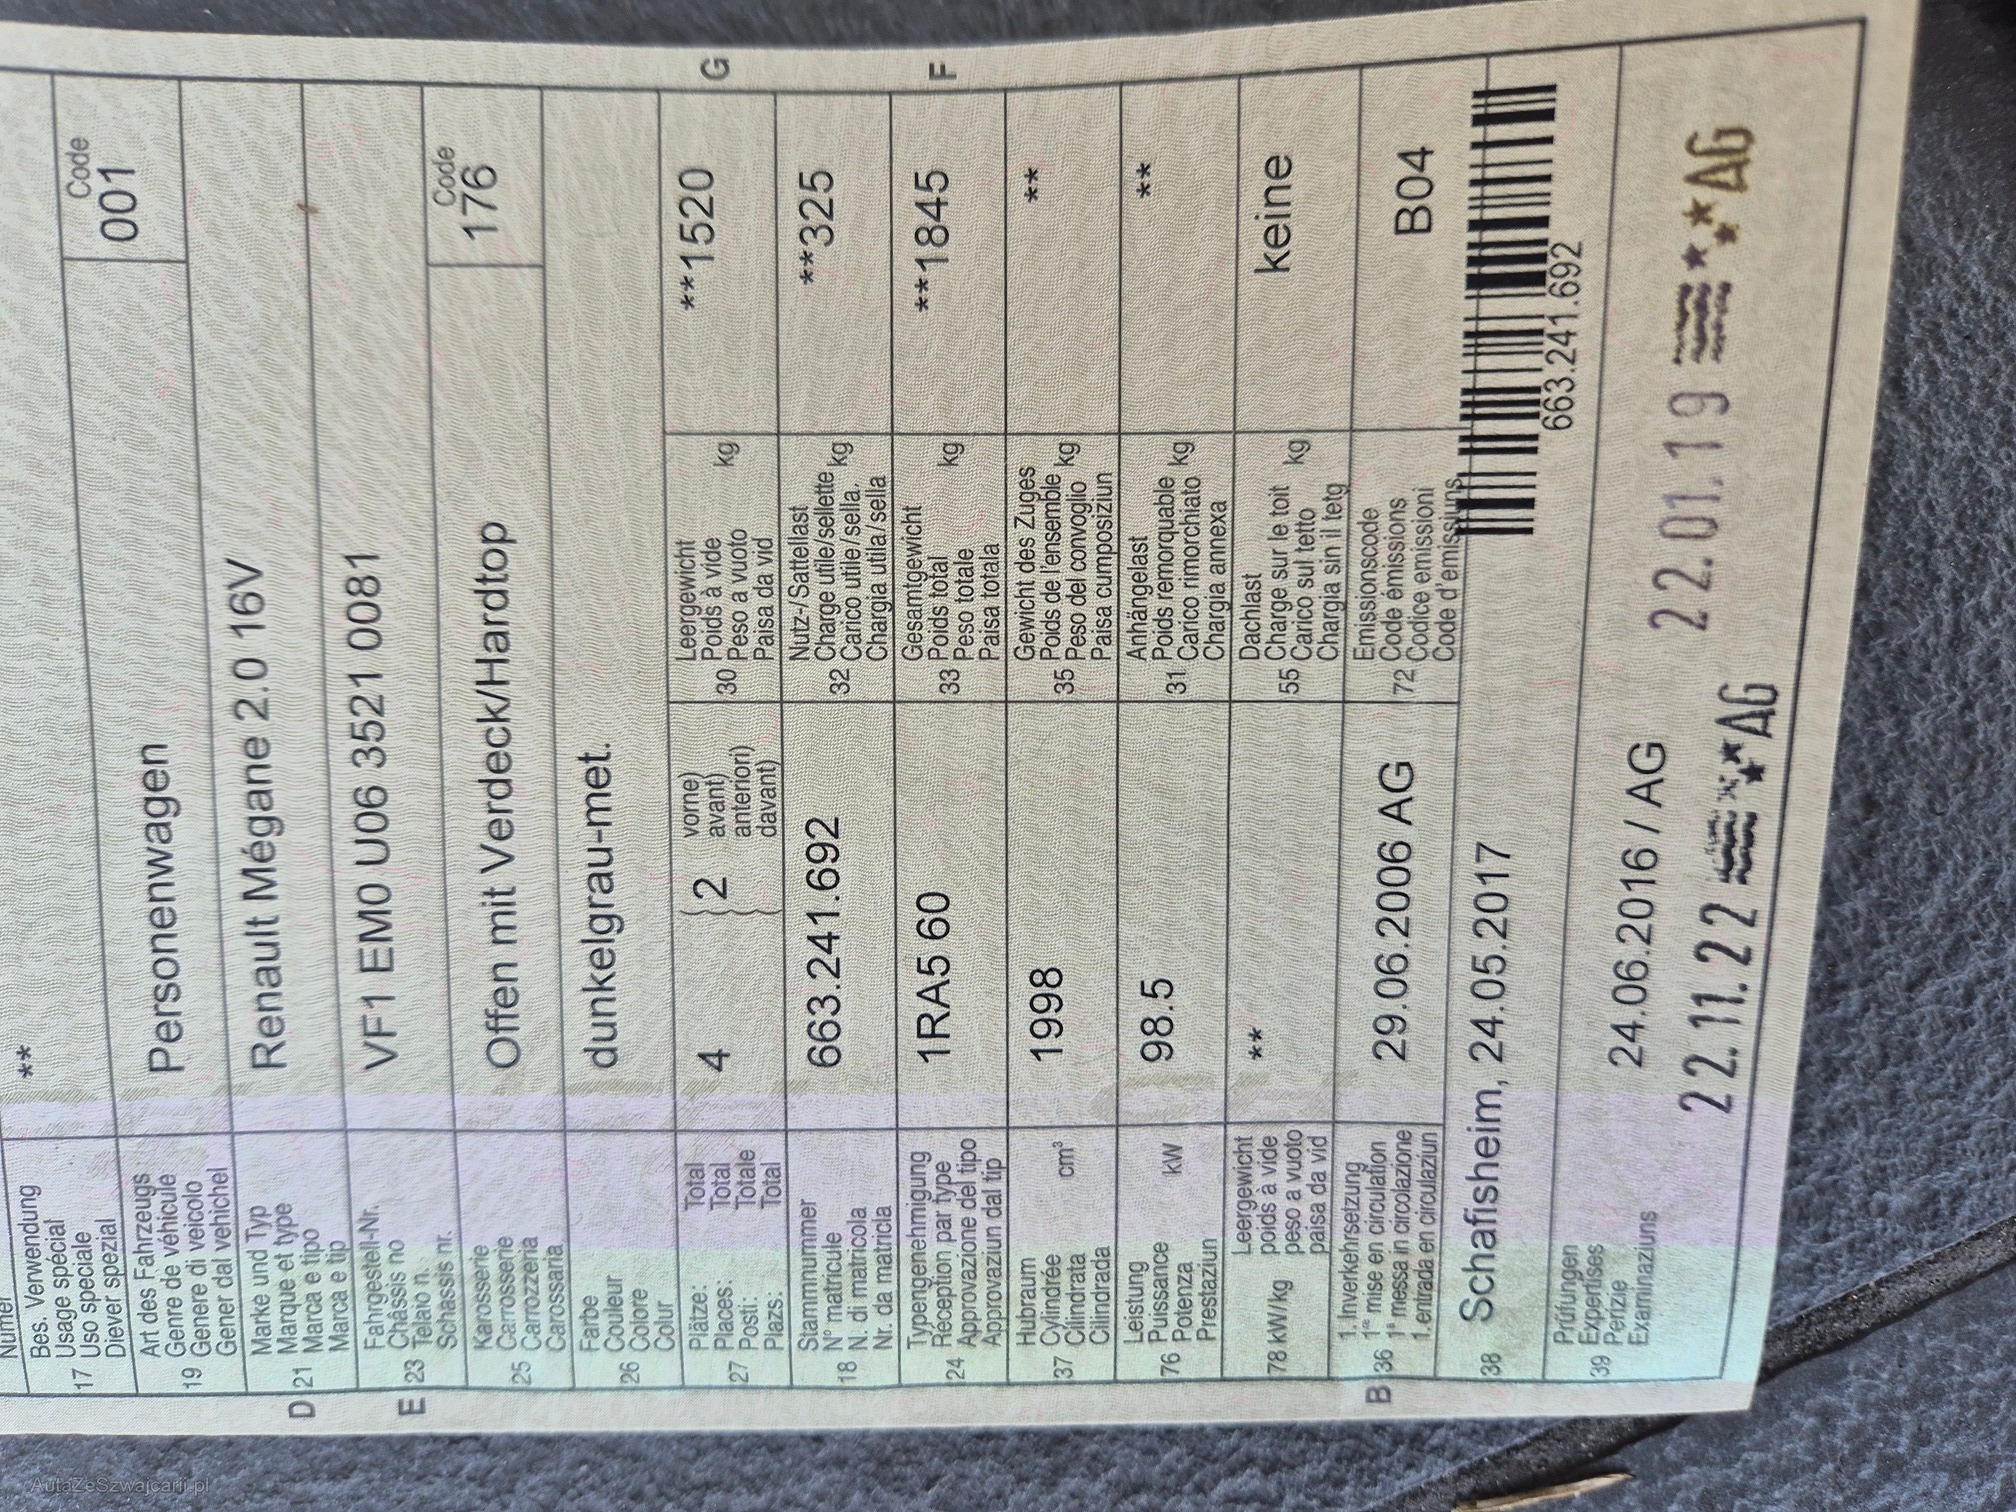 Numer
**
Bes. Verwendung
Usage spécial
17 Uso speciale
Diever spezial
Code
001
Art des Fahrzeugs
Genre de véhicule
19 Genere di veicolo
Gener dal vehichel
Personenwagen
Marke und Typ
Marque et type
D 21 Marca e tipo
Marca e tip
Renault Mégane 2.0 16V
Fahrgestell-Nr.
Châssis no
E 23 Telaio n.
Schassis nr.
VF1 EM0 U06 3521 0081
Code
176
Karosserie
Carrosserie
25 Carrozzeria
Carossaria
Offen mit Verdeck/Hardtop
Farbe
Couleur
26 Colore
Colur
dunkelgrau-met.
Plätze: Total
Places: Total
27 Posti: Totale
Plazs: Total
4
2
vorne)
avant)
anteriori)
davant)
Leergewicht
Poids à vide
30 Peso a vuoto kg
Paisa da vid
**1520
G
Stammnummer
N° matricule
18 N. di matricola
Nr. da matricla
663.241.692
Nutz-/Sattellast
Charge utile/sellette
32 Carico utile/sella. kg
Chargia utila/sella
**325
Typengenehmigung
Réception par type
24 Approvazione del tipo
Approvaziun dal tip
1RA5 60
Gesamtgewicht
Poids total
33 Peso totale kg
Paisa totala
**1845
F
Hubraum
37 Cylindrée cm³
Cilindrata
Cilindrada
1998
Gewicht des Zuges
35 Poids de l'ensemble kg
Peso del convoglio
Paisa cumposiziun
**
Leistung
Puissance kW
76 Potenza
Prestaziun
98.5
Anhängelast
Poids remorquable
31 Carico rimorchiato kg
Chargia annexa
**
Leergewicht
poids à vide
78 kW/kg peso a vuoto
paisa da vid
**
Dachlast
Charge sur le toit
55 Carico sul tetto kg
Chargia sin il tetg
keine
1. Inverkehrsetzung
B 36 1re mise en circulation
1a messa in circolazione
1.entrada en circulaziun
29.06.2006 AG
Emissionscode
72 Code émissions
Codice emissioni
Code d'emissiuns
B04
38 Schafisheim, 24.05.2017
663.241.692
Prüfungen
Expertises
39 Perizie
Examinaziuns
24.06.2016 / AG
22.01.19 **AG
22.11.22 **AG
AutaZeSzwajcarii.pl